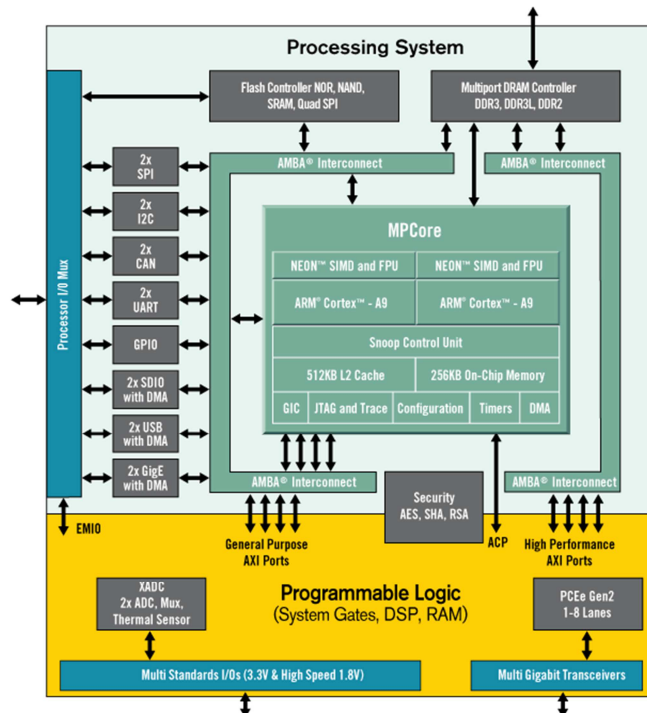 Processing System
Flash Controller NOR, NAND,
SRAM, Quad SPI
Multiport DRAM Controller
DDR3, DDR3L, DDR2
AMBA® Interconnect
AMBA® Interconnect
Processor I/O Mux
2x
SPI
2x
I2C
2x
CAN
2x
UART
GPIO
2x SDIO
with DMA
2x USB
with DMA
2x GigE
with DMA
MPCore
NEON™ SIMD and FPU
NEON™ SIMD and FPU
ARM® Cortex™ - A9
ARM® Cortex™ - A9
Snoop Control Unit
512KB L2 Cache
256KB On-Chip Memory
GIC
JTAG and Trace
Configuration
Timers
DMA
AMBA® Interconnect
AMBA® Interconnect
Security
AES, SHA, RSA
EMIO
General Purpose
AXI Ports
ACP
High Performance
AXI Ports
Programmable Logic
(System Gates, DSP, RAM)
XADC
2x ADC, Mux,
Thermal Sensor
PCEe Gen2
1-8 Lanes
Multi Standards I/Os (3.3V & High Speed 1.8V)
Multi Gigabit Transceivers